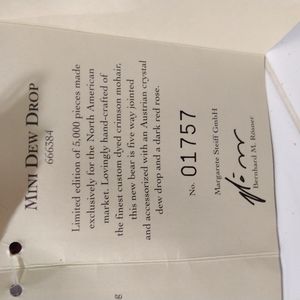 MINI DEW DROP
665384
Limited edition of 5,000 pieces made
exclusively for the North American
market. Lovingly hand-crafted of
the finest custom dyed crimson mohair,
this new bear is five way jointed
and accessorized with an Austrian crystal
dew drop and a dark red rose.
No. 01757
Margarete Steiff GmbH
Bernhard M. Rösner